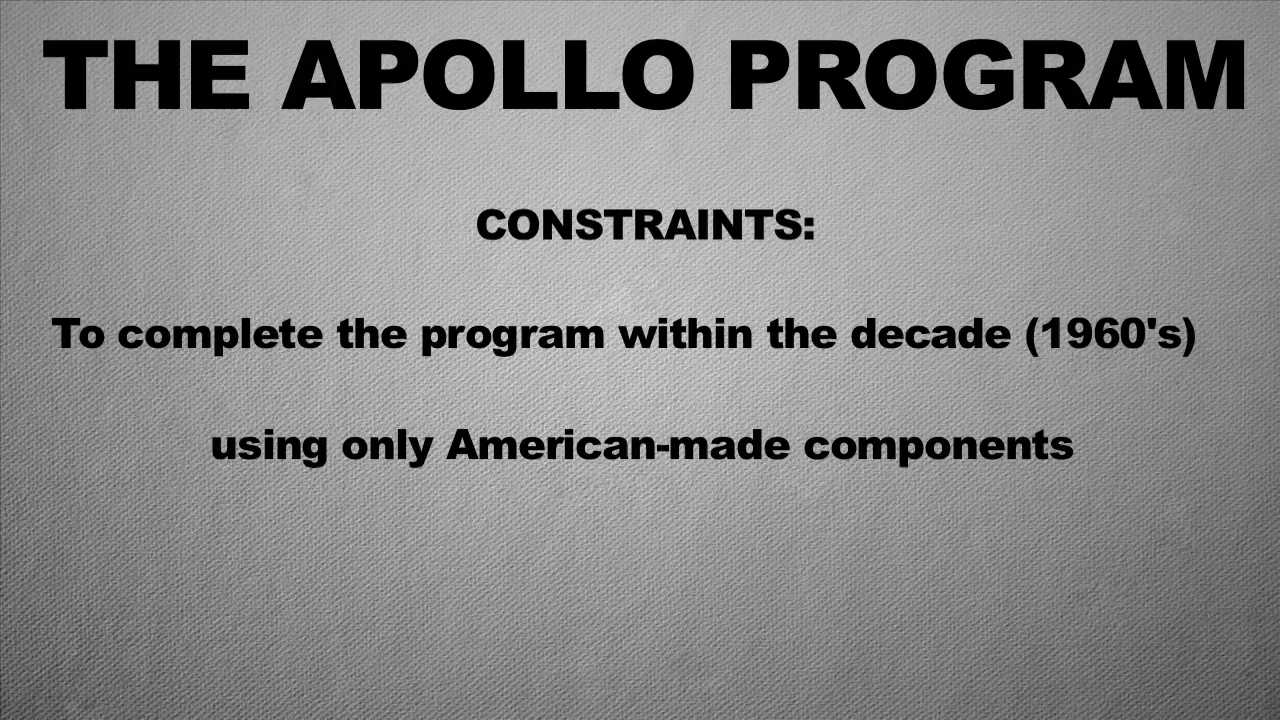 THE APOLLO PROGRAM
CONSTRAINTS:
To complete the program within the decade (1960's)
using only American-made components